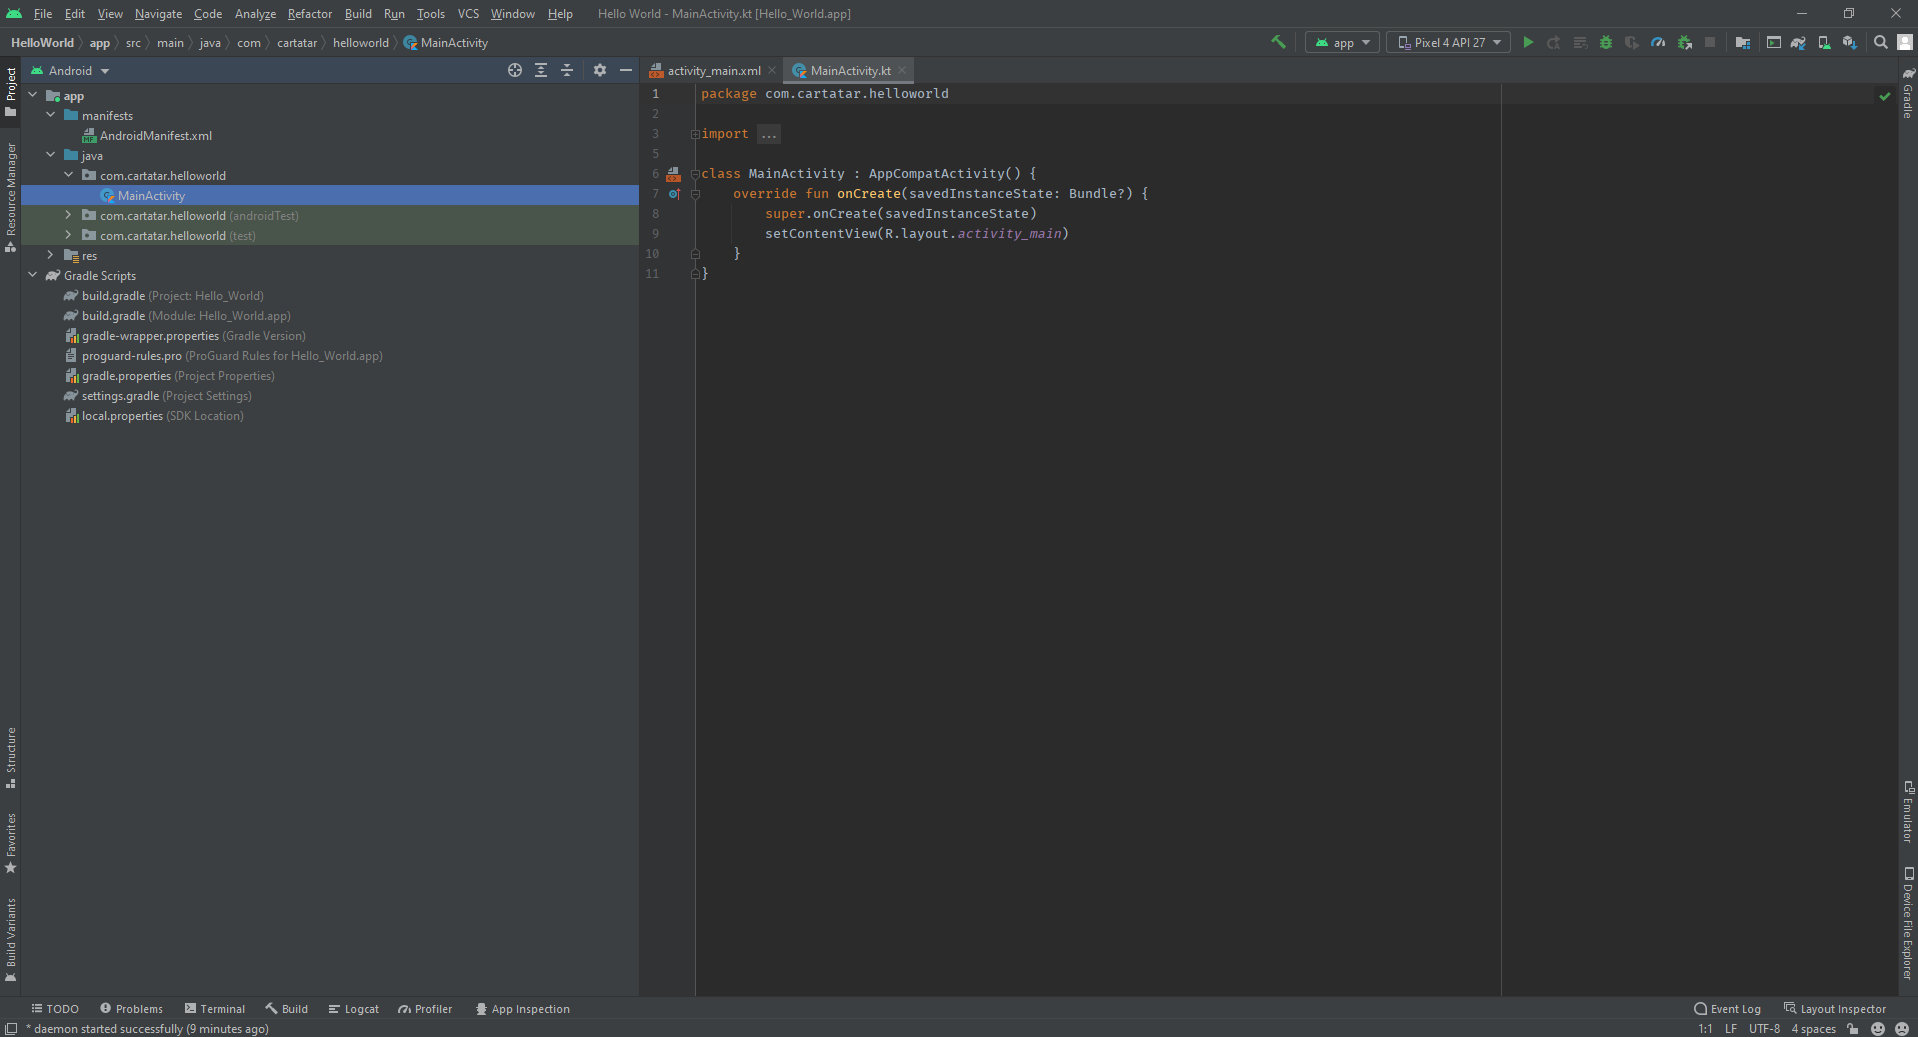 File Edit View Navigate Code Analyze Refactor Build Run Tools VCS Window Help Hello World - MainActivity.kt [Hello_World.app]
HelloWorld app src main java com cartatar helloworld MainActivity app Pixel 4 API 27
Android
activity_main.xml MainActivity.kt
Project
Resource Manager
Structure
Favorites
Build Variants
app
manifests
AndroidManifest.xml
java
com.cartatar.helloworld
MainActivity
com.cartatar.helloworld (androidTest)
com.cartatar.helloworld (test)
res
Gradle Scripts
build.gradle (Project: Hello_World)
build.gradle (Module: Hello_World.app)
gradle-wrapper.properties (Gradle Version)
proguard-rules.pro (ProGuard Rules for Hello_World.app)
gradle.properties (Project Properties)
settings.gradle (Project Settings)
local.properties (SDK Location)
1 package com.cartatar.helloworld
2
3 import ...
5
6 class MainActivity : AppCompatActivity() {
7 override fun onCreate(savedInstanceState: Bundle?) {
8 super.onCreate(savedInstanceState)
9 setContentView(R.layout.activity_main)
10 }
11 }
Gradle
Emulator
Device File Explorer
TODO Problems Terminal Build Logcat Profiler App Inspection Event Log Layout Inspector
* daemon started successfully (9 minutes ago) 1:1 LF UTF-8 4 spaces